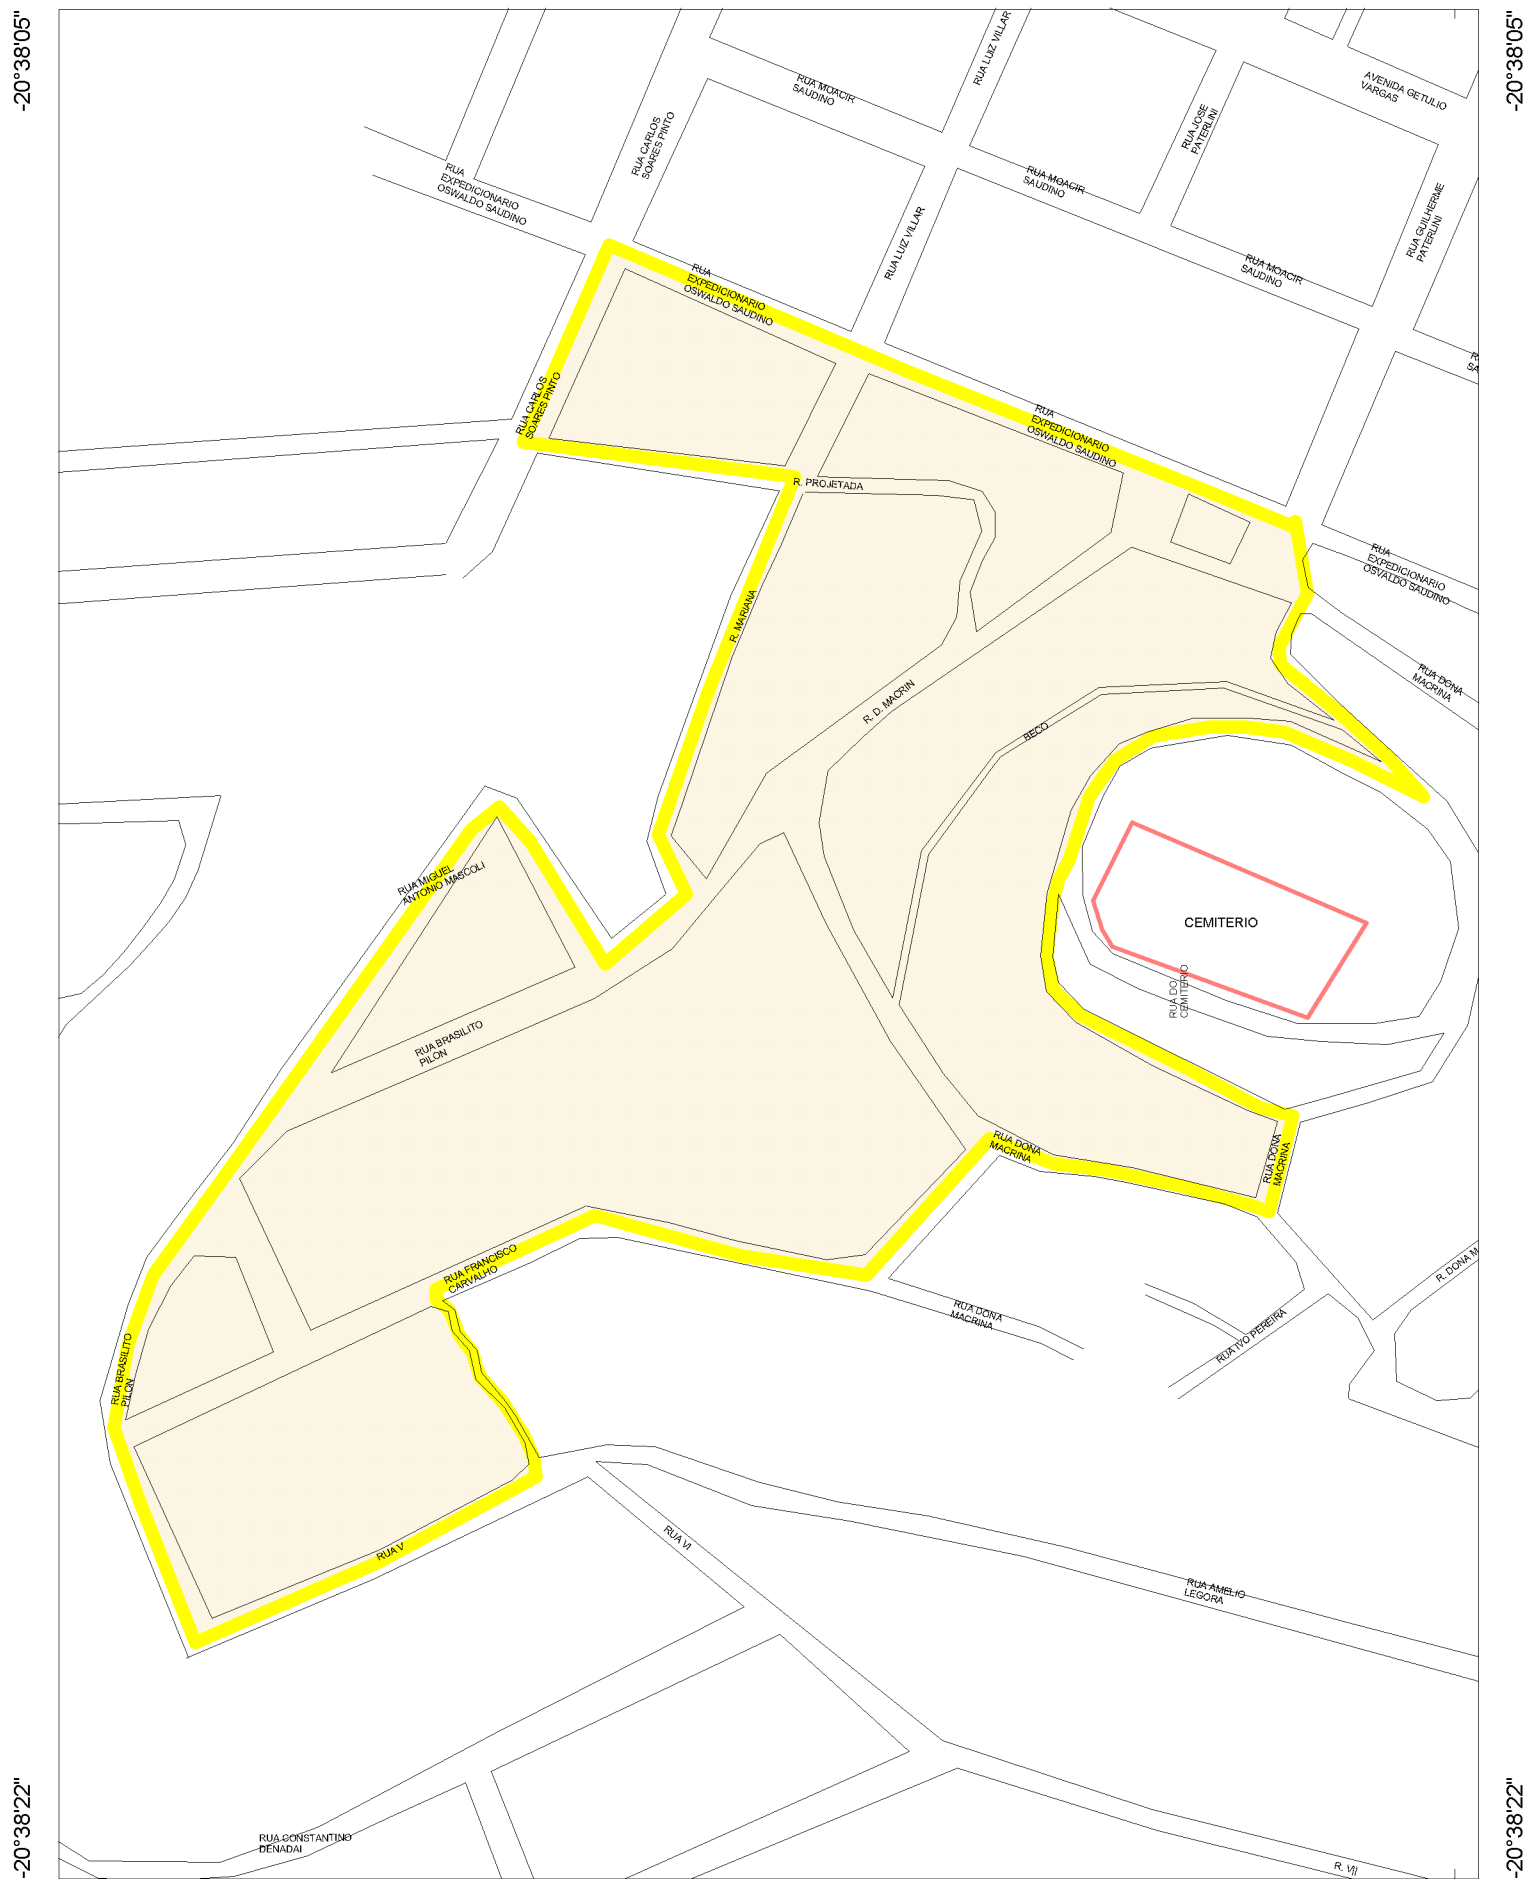 -20°38'05"
-20°38'05"
RUA LUIZ VILLAR
AVENIDA GETULIO
VARGAS
RUA MOACIR
SAUDINO
RUA CARLOS
SOARES PINTO
RUA JOSE
PATERLINI
RUA
EXPEDICIONARIO
OSWALDO SAUDINO
RUA MOACIR
SAUDINO
RUA GUILHERME
PATERLINI
RUA LUIZ VILLAR
RUA MOACIR
SAUDINO
RUA
EXPEDICIONARIO
OSWALDO SAUDINO
RUA CARLOS
SOARES PINTO
RUA
EXPEDICIONARIO
OSWALDO SAUDINO
R. PROJETADA
RUA
EXPEDICIONARIO
OSVALDO SAUDINO
R. MARIANA
RUA DONA
MACRINA
R. D. MACRIN
BECO
RUA MIGUEL
ANTONIO MASCOLI
CEMITERIO
RUA DO
CEMITERIO
RUA BRASILITO
PILON
RUA DONA
MACRINA
RUA DONA
MACRINA
RUA FRANCISCO
CARVALHO
R. DONA M
RUA DONA
MACRINA
RUA IVO PEREIRA
RUA BRASILITO
PILON
RUA V
RUA VI
RUA AMELIO
LEGORA
-20°38'22"
-20°38'22"
RUA CONSTANTINO
DENADAI
R. VII